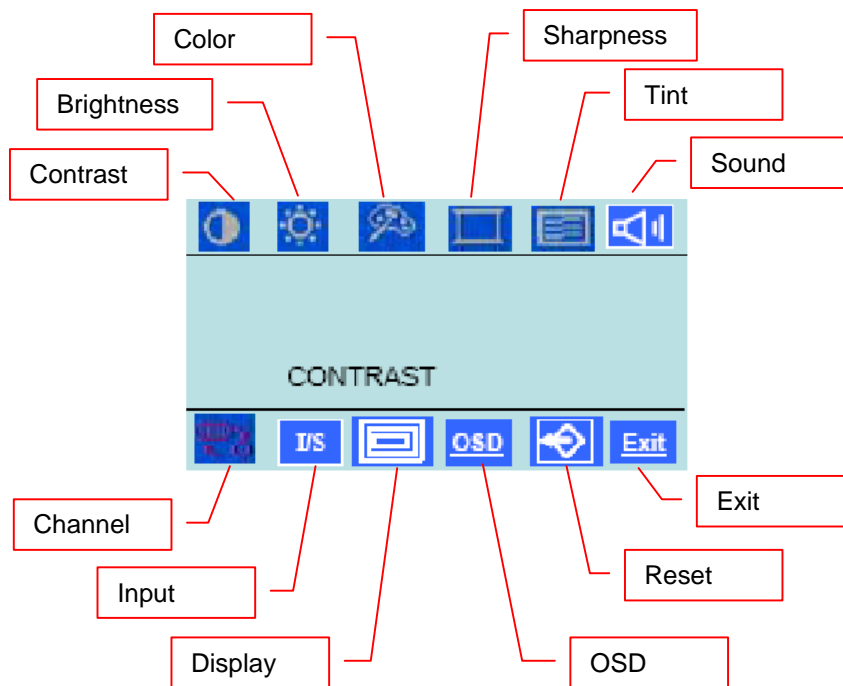 Color
Sharpness
Brightness
Tint
Contrast
Sound
CONTRAST
I/S
OSD
Exit
Channel
Exit
Input
Reset
Display
OSD